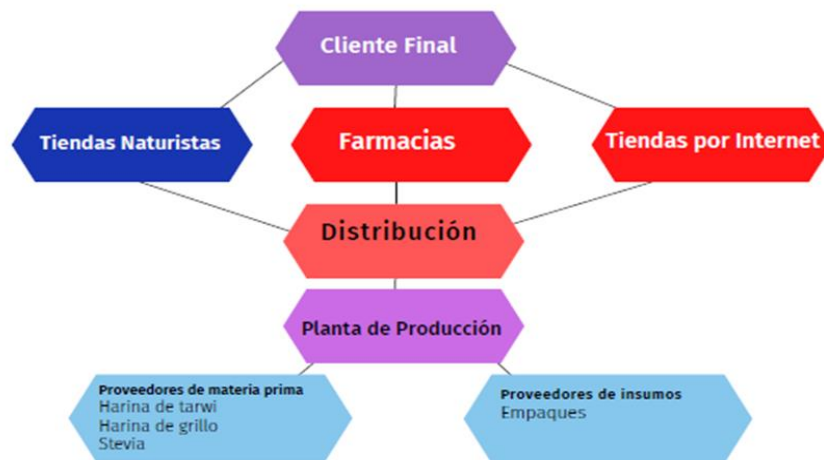 Cliente Final
Tiendas Naturistas
Farmacias
Tiendas por Internet
Distribución
Planta de Producción
Proveedores de materia prima
Harina de tarwi
Harina de grillo
Stevia
Proveedores de insumos
Empaques